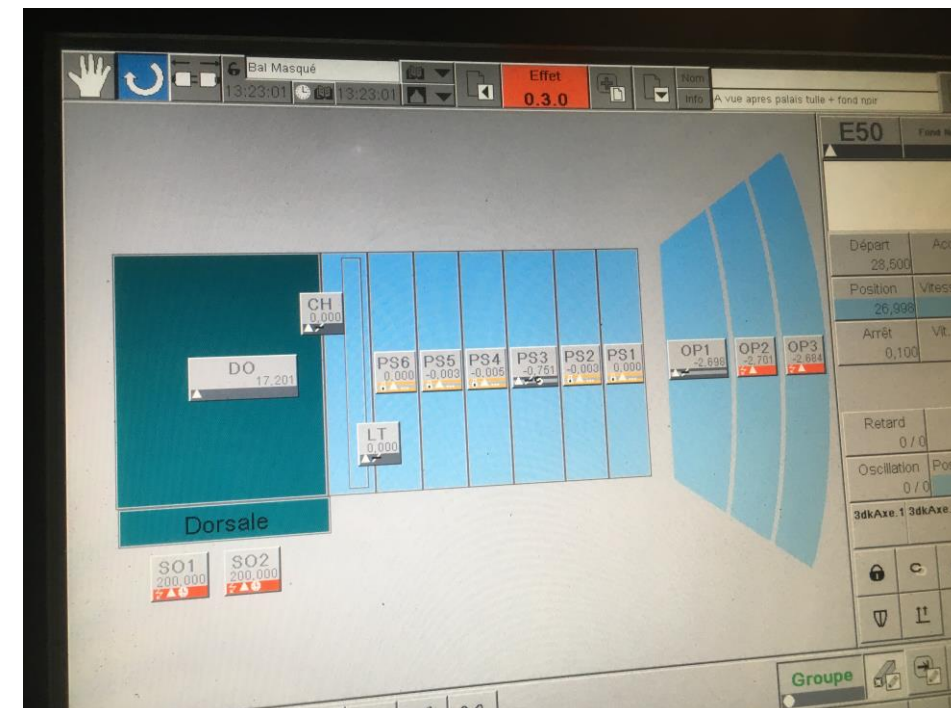 Bal Masqué
13:23:01
13:23:01
Effet
0.3.0
Nom
Info
A vue apres palais tulle + fond noir
E50
Départ
28,500
Position
26,998
Arrêt
0,100
Vit.
Retard
0 / 0
Oscillation
0 / 0
3dkAxe.1
3dkAxe.
CH
0,000
DO
17,201
LT
0,000
PS6
0,000
PS5
-0,003
PS4
-0,005
PS3
-0,751
PS2
-0,003
PS1
0,000
OP1
-2,698
OP2
-2,701
OP3
-2,684
Dorsale
SO1
200,000
SO2
200,000
Groupe